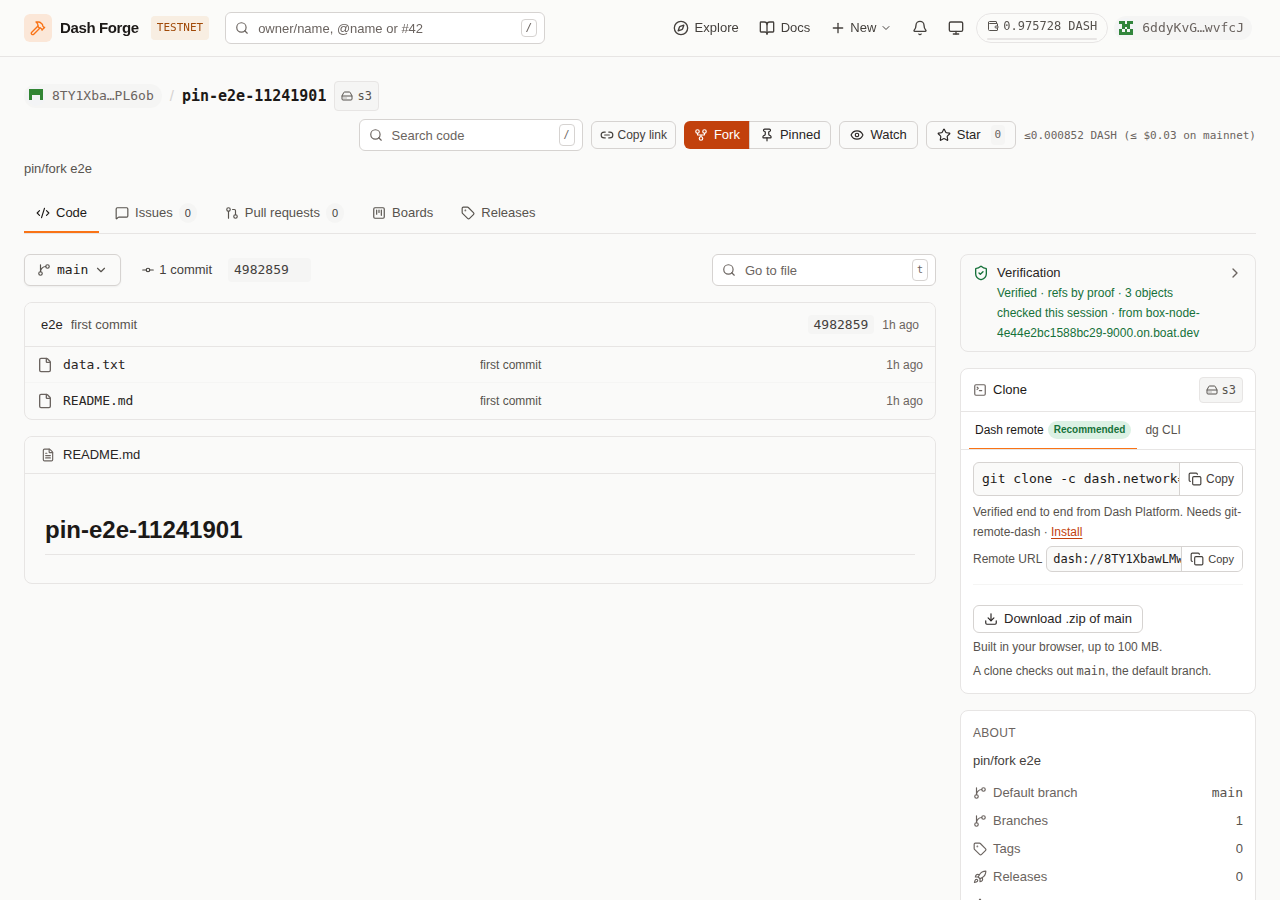 Dash Forge TESTNET owner/name, @name or #42 / Explore Docs New 0.975728 DASH 6ddyKvG…wvfcJ
8TY1Xba…PL6ob / pin-e2e-11241901 s3
Search code / Copy link Fork Pinned Watch Star 0 ≤0.000852 DASH (≤ $0.03 on mainnet)
pin/fork e2e
Code Issues 0 Pull requests 0 Boards Releases
main 1 commit 4982859 Go to file t
e2e first commit 4982859 1h ago
data.txt first commit 1h ago
README.md first commit 1h ago
README.md
pin-e2e-11241901
Verification
Verified · refs by proof · 3 objects
checked this session · from box-node-
4e44e2bc1588bc29-9000.on.boat.dev
Clone s3
Dash remote Recommended dg CLI
git clone -c dash.network Copy
Verified end to end from Dash Platform. Needs git-
remote-dash · Install
Remote URL dash://8TY1XbawLMw Copy
Download .zip of main
Built in your browser, up to 100 MB.
A clone checks out main, the default branch.
ABOUT
pin/fork e2e
Default branch main
Branches 1
Tags 0
Releases 0